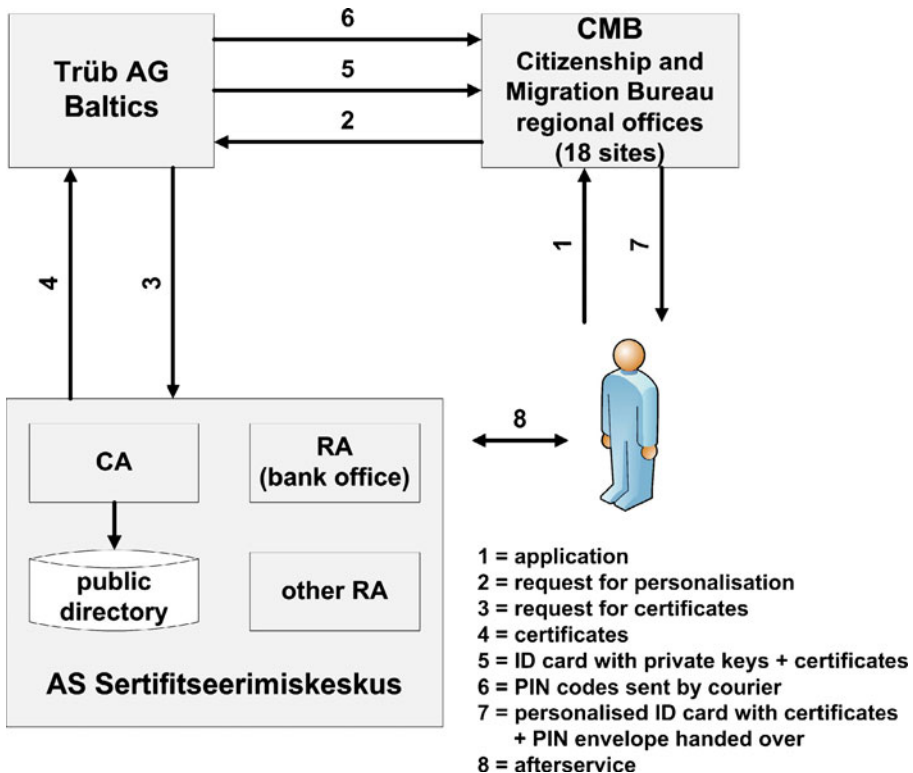 6
Trüb AG
Baltics
5
2
CMB
Citizenship and
Migration Bureau
regional offices
(18 sites)
4
3
1
7
CA
RA
(bank office)
8
public
directory
other RA
AS Sertifitseerimiskeskus
1 = application
2 = request for personalisation
3 = request for certificates
4 = certificates
5 = ID card with private keys + certificates
6 = PIN codes sent by courier
7 = personalised ID card with certificates
+ PIN envelope handed over
8 = afterservice